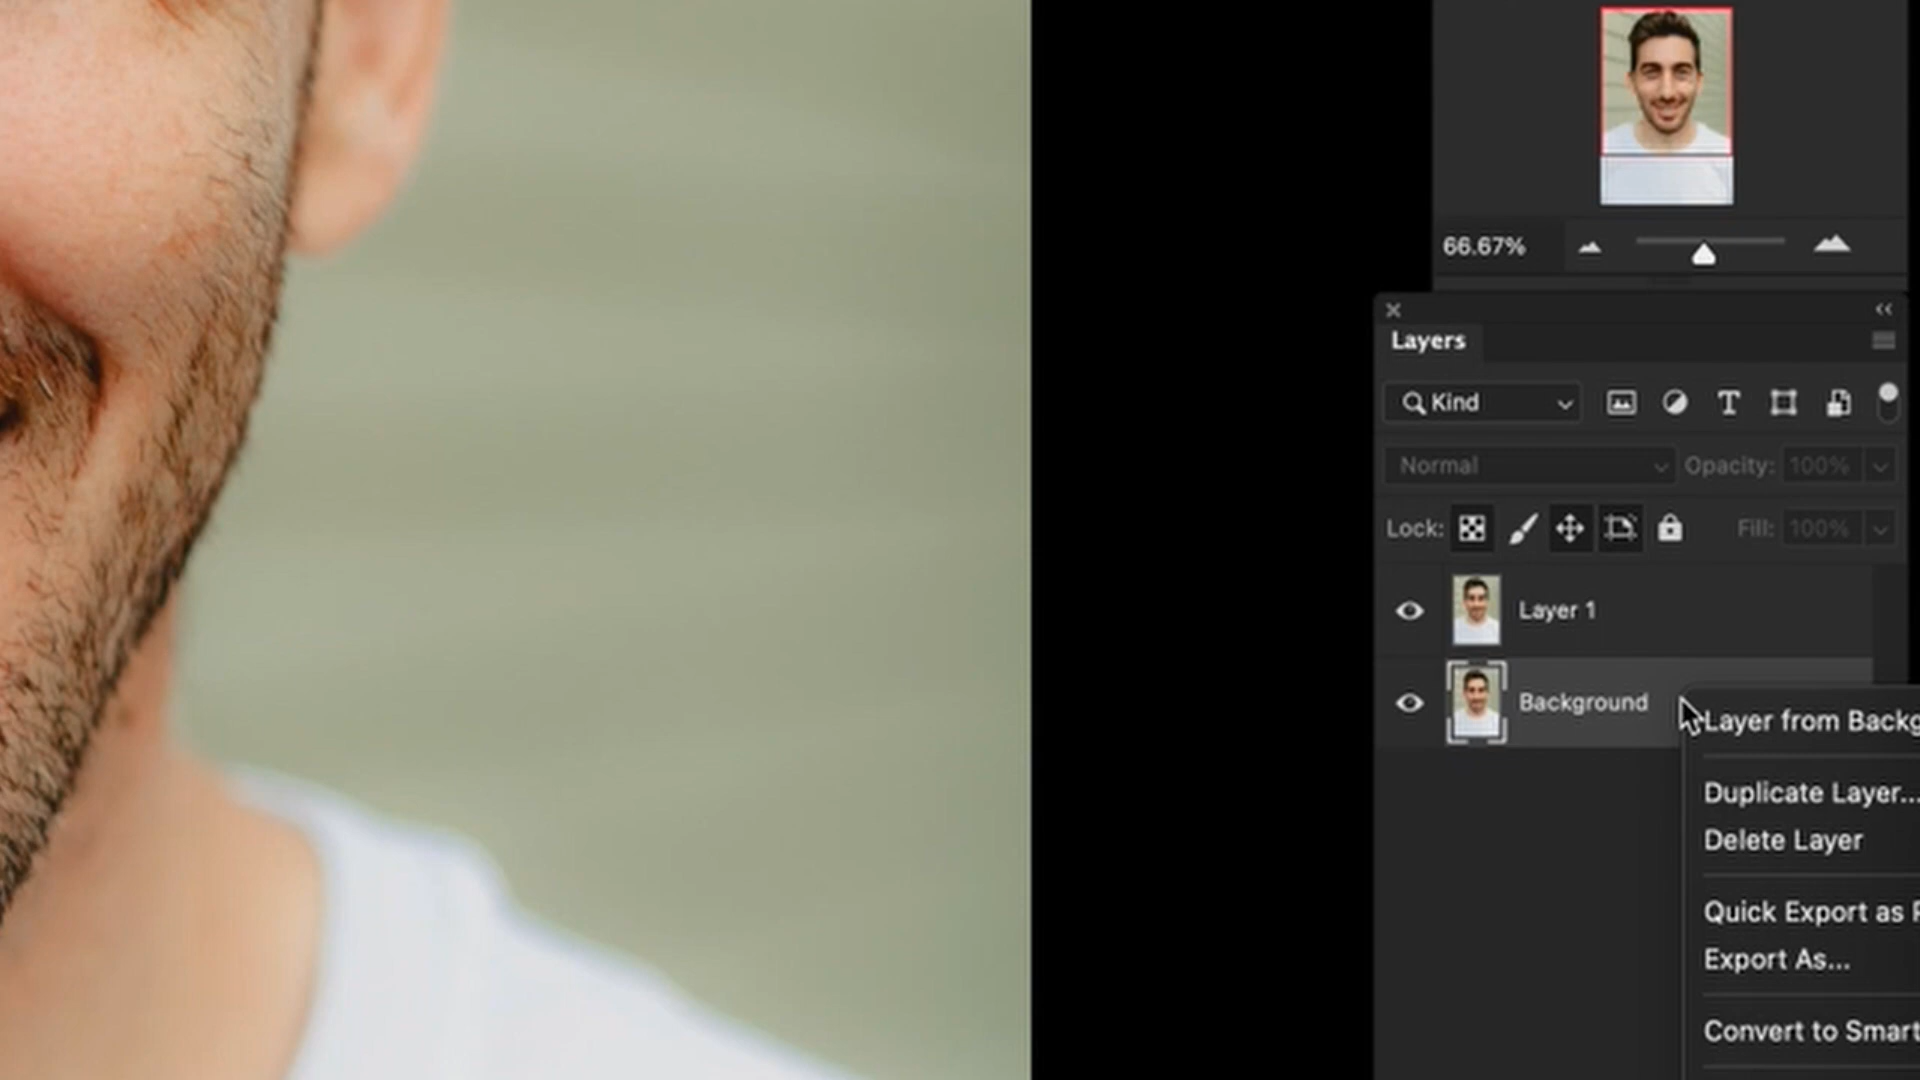 66.67%
Layers
Kind
Normal
Opacity: 100%
Lock:
Fill: 100%
Layer 1
Background
Layer from Backg
Duplicate Layer...
Delete Layer
Quick Export as P
Export As...
Convert to Smart